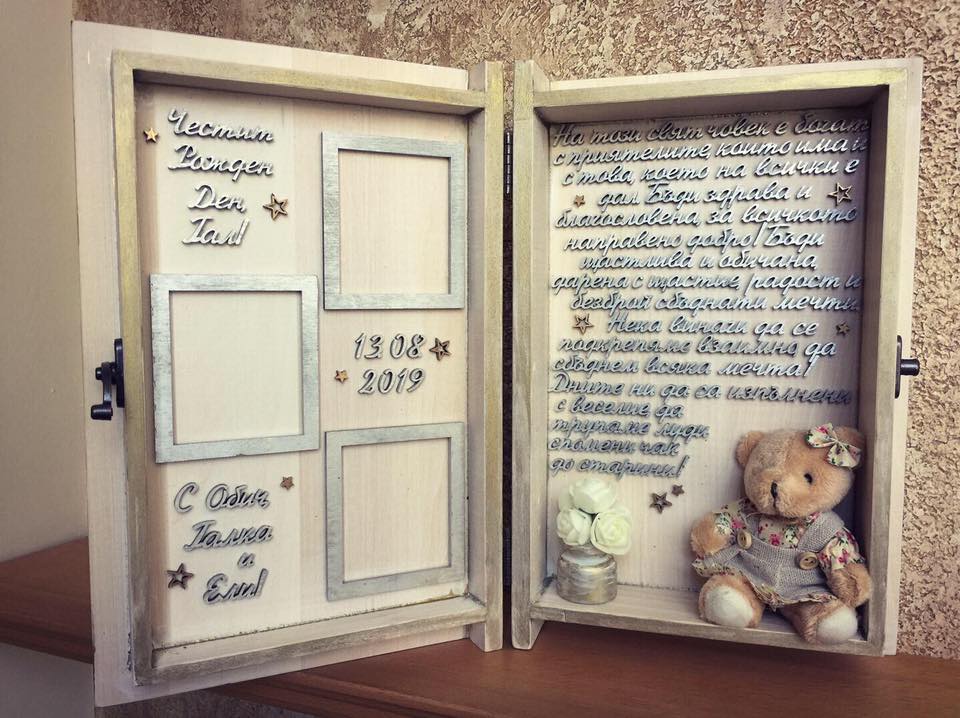 Честит
Рожден
Ден,
Гал!
13.08
2019
С Обич,
Галка
и
Ели!
На този свят човек е богат
с приятелите, които има и
с това, което на всички е
дал. Бъди здрава и
благословена, за всичкото
направено добро! Бъди
щастлива и обичана,
дарена с щастие, радост и
безброй сбъднати мечти.
Нека винаги да се
подкрепяме взаимно, да
сбъднем всяка мечта!
Дните ни да са изпълнени
с веселие, да
трупаме луди
спомени чак
до старини!